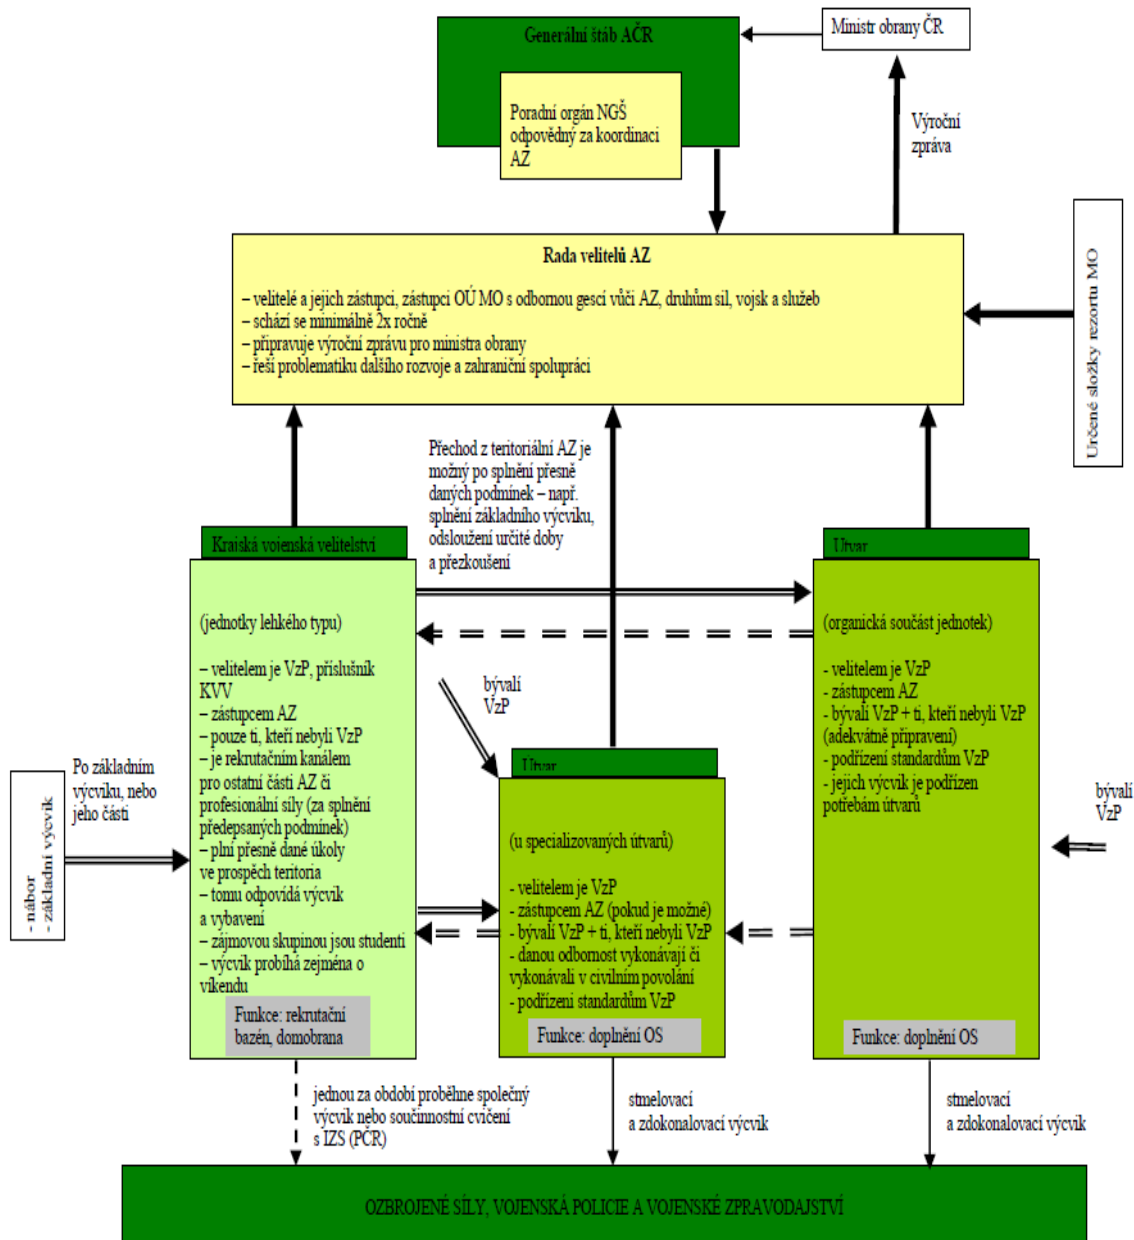 Generální štáb AČR
Ministr obrany ČR
Poradní orgán NGŠ
odpovědný za koordinaci
AZ
Výroční
zpráva
Rada velitelů AZ
– velitelé a jejich zástupci, zástupci OÚ MO s odbornou gescí vůči AZ, druhům sil, vojsk a služeb
– schází se minimálně 2x ročně
– připravuje výroční zprávu pro ministra obrany
– řeší problematiku dalšího rozvoje a zahraniční spolupráci
Určené složky rezortu MO
Přechod z teritoriální AZ je
možný po splnění přesně
daných podmínek – např.
splnění základního výcviku,
odsloužení určité doby
a přezkoušení
Krajská vojenská velitelství
(jednotky lehkého typu)
– velitelem je VzP, příslušník
KVV
– zástupcem AZ
– pouze ti, kteří nebyli VzP
– je rekrutačním kanálem
pro ostatní části AZ či
profesionální síly (za splnění
předepsaných podmínek)
– plní přesně dané úkoly
ve prospěch teritoria
– tomu odpovídá výcvik
a vybavení
– zájmovou skupinou jsou studenti
– výcvik probíhá zejména o
víkendu
Funkce: rekrutační
bazén, domobrana
- nábor
- základní výcvik
Po základním
výcviku, nebo
jeho části
bývalí
VzP
Útvar
(u specializovaných útvarů)
- velitelem je VzP
- zástupcem AZ (pokud je možné)
- bývalí VzP + ti, kteří nebyli VzP
- danou odbornost vykonávají či
vykonávali v civilním povolání
- podřízeni standardům VzP
Funkce: doplnění OS
Útvar
(organická součást jednotek)
- velitelem je VzP
- zástupcem AZ
- bývalí VzP + ti, kteří nebyli VzP
(adekvátně připravení)
- podřízení standardům VzP
- jejich výcvik je podřízen
potřebám útvarů
Funkce: doplnění OS
bývalí
VzP
jednou za období proběhne společný
výcvik nebo součinnostní cvičení
s IZS (PČR)
stmelovací
a zdokonalovací výcvik
stmelovací
a zdokonalovací výcvik
OZBROJENÉ SÍLY, VOJENSKÁ POLICIE A VOJENSKÉ ZPRAVODAJSTVÍ